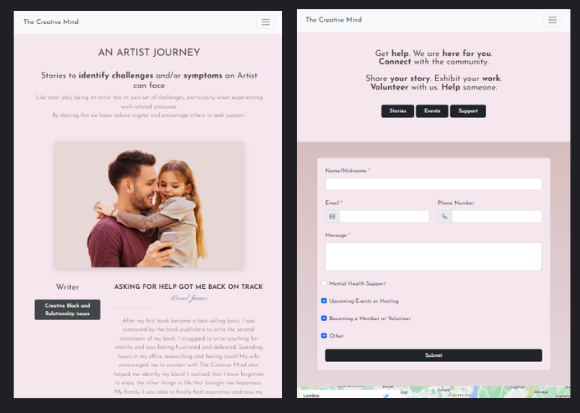 The Creative Mind
AN ARTIST JOURNEY
Stories to identify challenges and/or symptoms an Artist
can face
Like most jobs, being an artist has its own set of challenges, particularly when experiencing
work-related pressures.
By sharing this we hope reduce stigma and encourage others to seek support.
Writer
Creative Block and
Relationship issues
ASKING FOR HELP GOT ME BACK ON TRACK
Lionel James
After my first book became a best-selling book, I was
pressured by the book publishers to write the second
instalment of my book. I struggled to write anything for
months and was feeling frustrated and defeated. Spending
hours in my office researching and feeling stuck! My wife
encouraged me to connect with The Creative Mind who
helped me identify my block! I realised that I have forgotten
to enjoy the other things in life that brought me happiness.
My family. I was able to finally find inspiration and now my
The Creative Mind
Get help. We are here for you.
Connect with the community.
Share your story. Exhibit your work.
Volunteer with us. Help someone.
Stories
Events
Support
Name/Nickname *
Email *
Phone Number
Message *
Mental Health Support
Upcoming Events or Hosting
Becoming a Member or Volunteer
Other
Submit
London